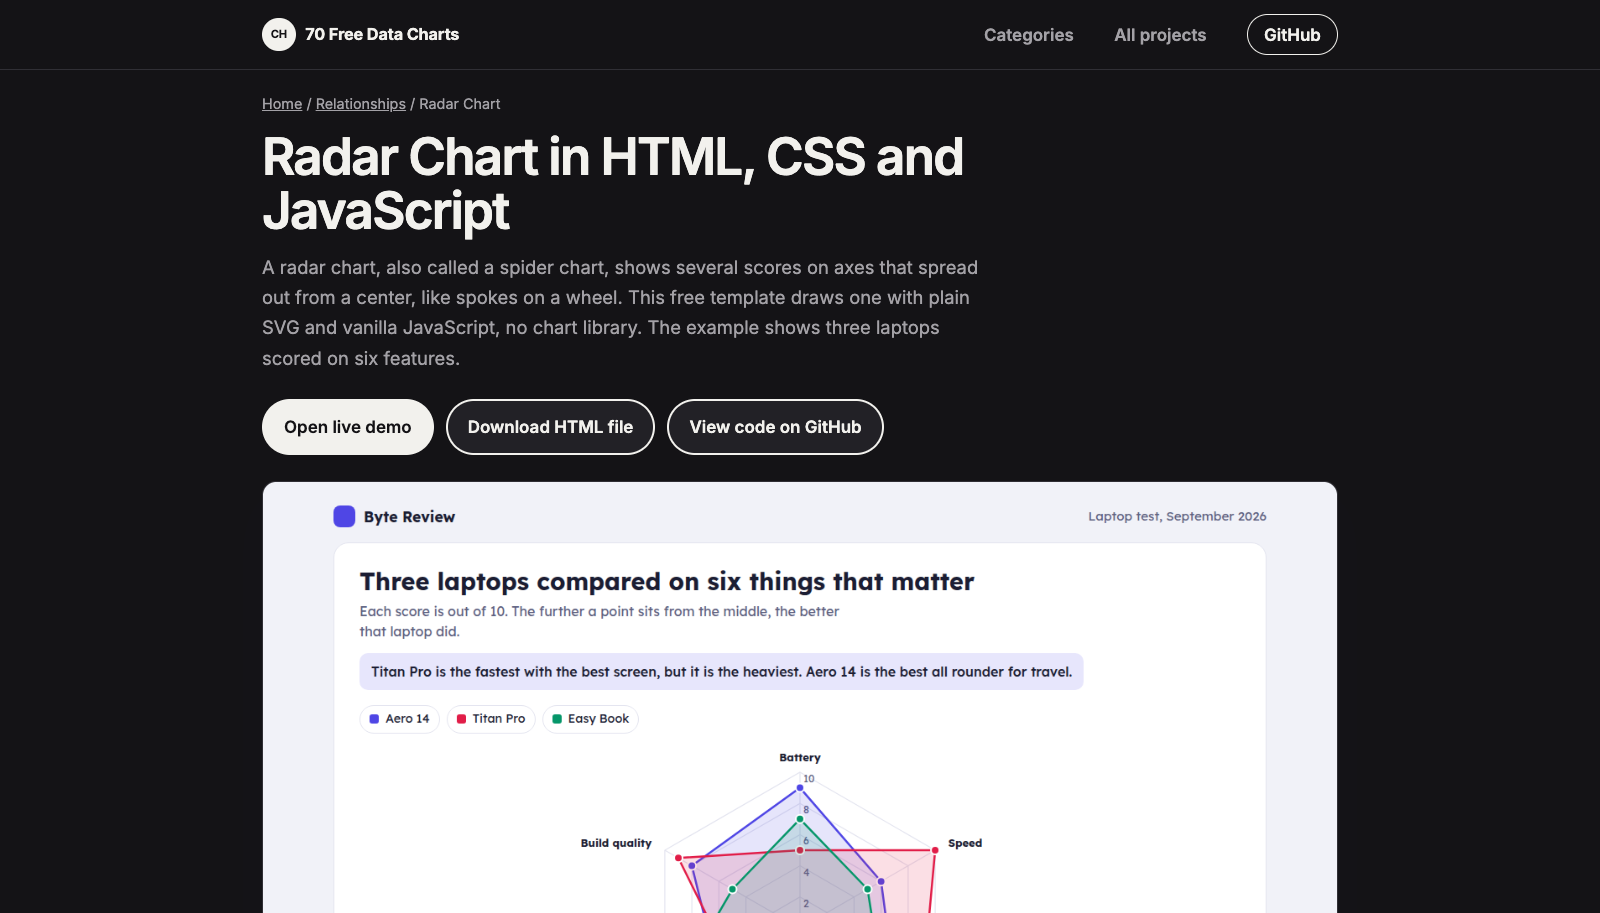 CH 70 Free Data Charts
Categories
All projects
GitHub
Home / Relationships / Radar Chart
Radar Chart in HTML, CSS and
JavaScript
A radar chart, also called a spider chart, shows several scores on axes that spread
out from a center, like spokes on a wheel. This free template draws one with plain
SVG and vanilla JavaScript, no chart library. The example shows three laptops
scored on six features.
Open live demo
Download HTML file
View code on GitHub
Byte Review
Laptop test, September 2026
Three laptops compared on six things that matter
Each score is out of 10. The further a point sits from the middle, the better
that laptop did.
Titan Pro is the fastest with the best screen, but it is the heaviest. Aero 14 is the best all rounder for travel.
Aero 14
Titan Pro
Easy Book
Battery
10
8
Build quality
6
Speed
4
2